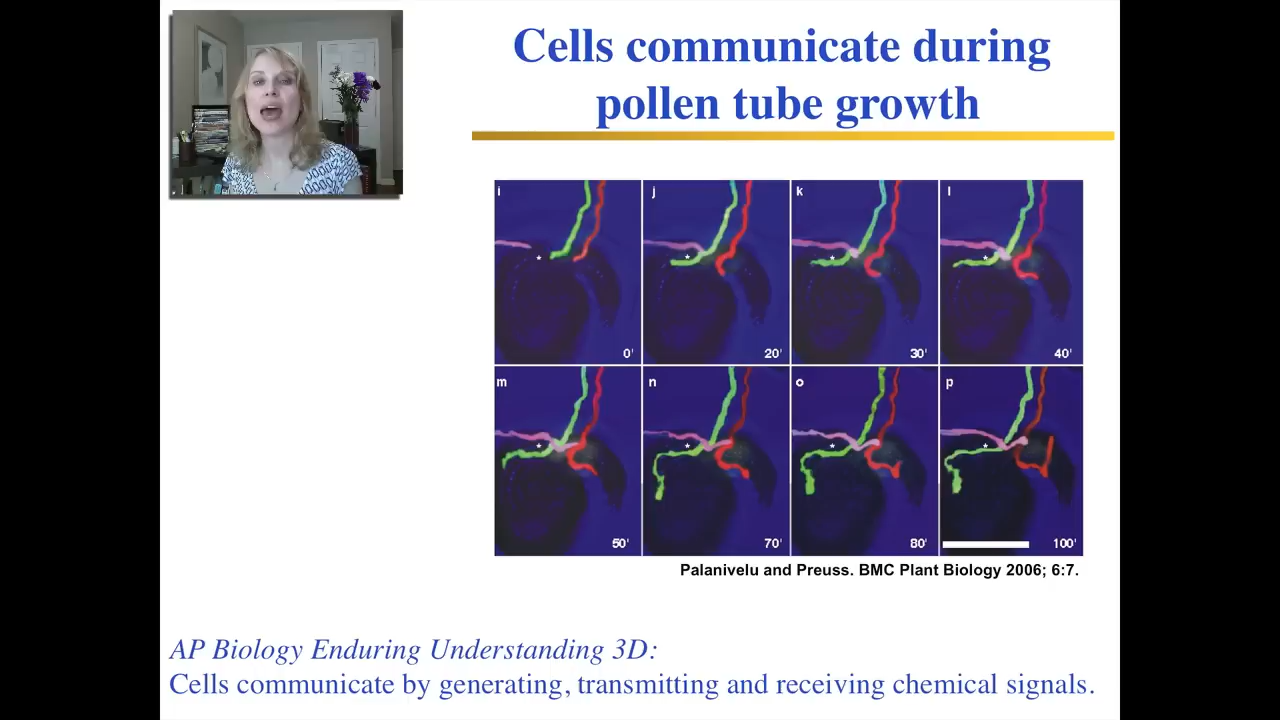 Cells communicate during
pollen tube growth
i j k l
* * * *
0' 20' 30' 40'
m n o p
* * * *
50' 70' 80' 100'
Palanivelu and Preuss. BMC Plant Biology 2006; 6:7.
AP Biology Enduring Understanding 3D:
Cells communicate by generating, transmitting and receiving chemical signals.